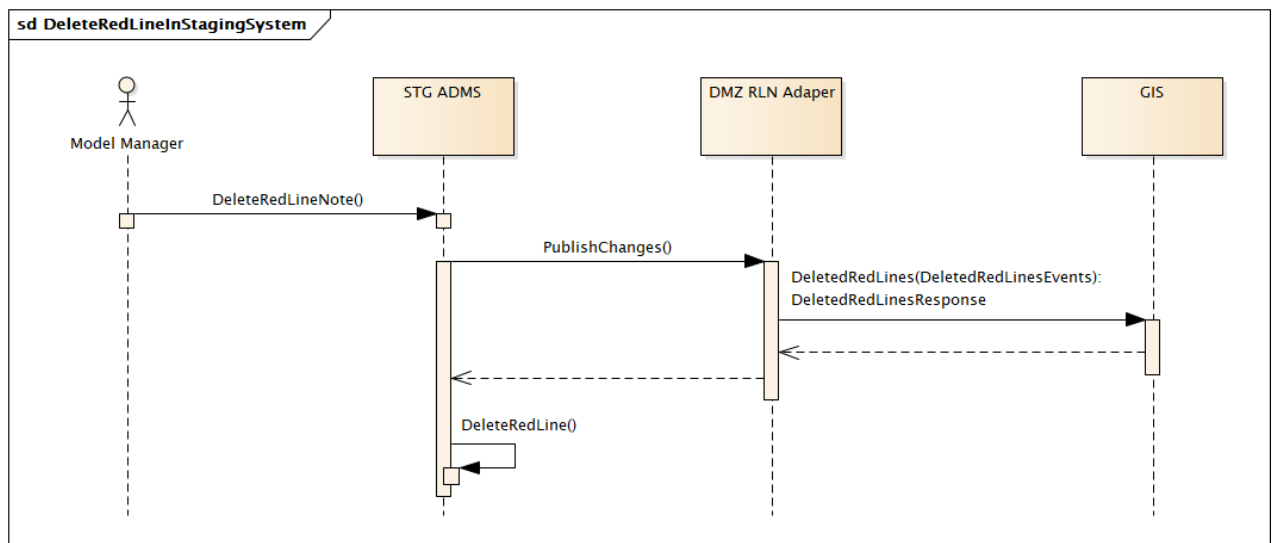 sd DeleteRedLineInStagingSystem
Model Manager
STG ADMS
DMZ RLN Adaper
GIS
DeleteRedLineNote()
PublishChanges()
DeletedRedLines(DeletedRedLinesEvents):
DeletedRedLinesResponse
DeleteRedLine()